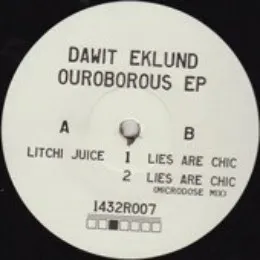 DAWIT EKLUND
OUROBOROUS EP
A B
LITCHI JUICE 1 LIES ARE CHIC
2 LIES ARE CHIC
(MICRODOSE MIX)
1432R007